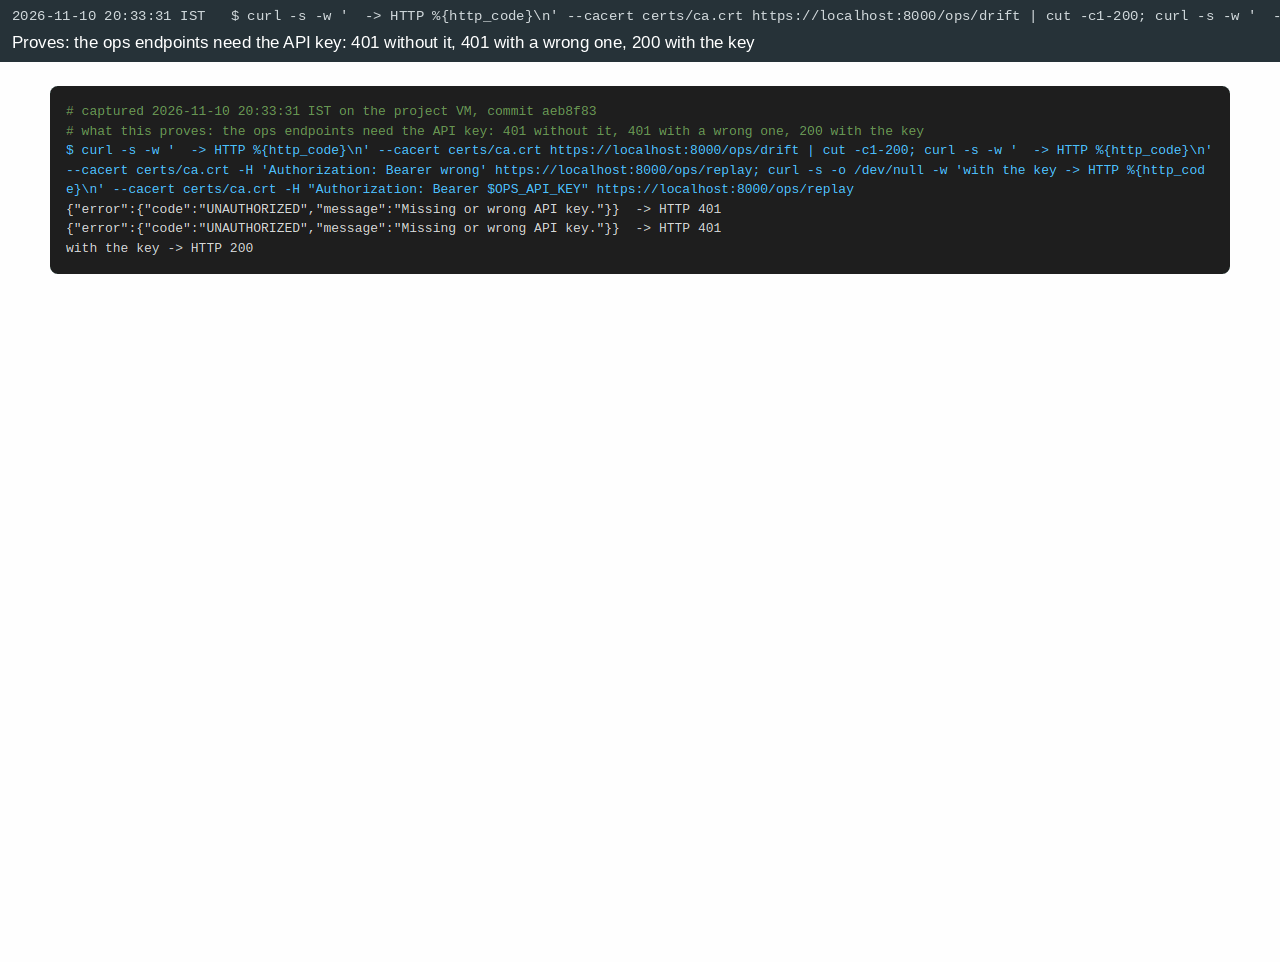 2026-11-10 20:33:31 IST   $ curl -s -w '  -> HTTP %{http_code}\n' --cacert certs/ca.crt https://localhost:8000/ops/drift | cut -c1-200; curl -s -w '  -
Proves: the ops endpoints need the API key: 401 without it, 401 with a wrong one, 200 with the key
# captured 2026-11-10 20:33:31 IST on the project VM, commit aeb8f83
# what this proves: the ops endpoints need the API key: 401 without it, 401 with a wrong one, 200 with the key
$ curl -s -w '  -> HTTP %{http_code}\n' --cacert certs/ca.crt https://localhost:8000/ops/drift | cut -c1-200; curl -s -w '  -> HTTP %{http_code}\n'
--cacert certs/ca.crt -H 'Authorization: Bearer wrong' https://localhost:8000/ops/replay; curl -s -o /dev/null -w 'with the key -> HTTP %{http_cod
e}\n' --cacert certs/ca.crt -H "Authorization: Bearer $OPS_API_KEY" https://localhost:8000/ops/replay
{"error":{"code":"UNAUTHORIZED","message":"Missing or wrong API key."}}  -> HTTP 401
{"error":{"code":"UNAUTHORIZED","message":"Missing or wrong API key."}}  -> HTTP 401
with the key -> HTTP 200